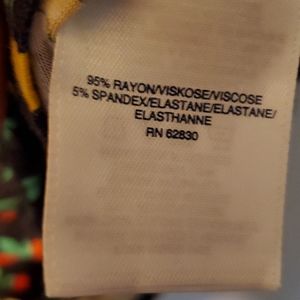 95% RAYON/VISKOSE/VISCOSE
5% SPANDEX/ELASTANE/ELASTANE/
ELASTHANNE
RN 62830